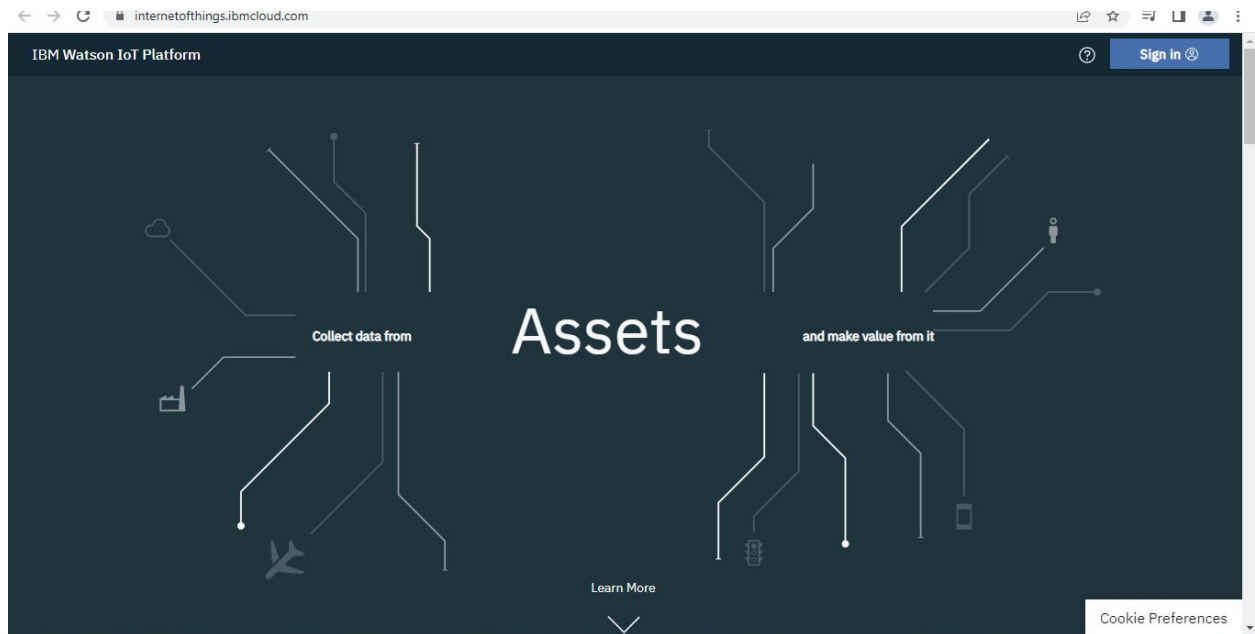 internetofthings.ibmcloud.com
IBM Watson IoT Platform
Sign in
Collect data from
Assets
and make value from it
Learn More
Cookie Preferences